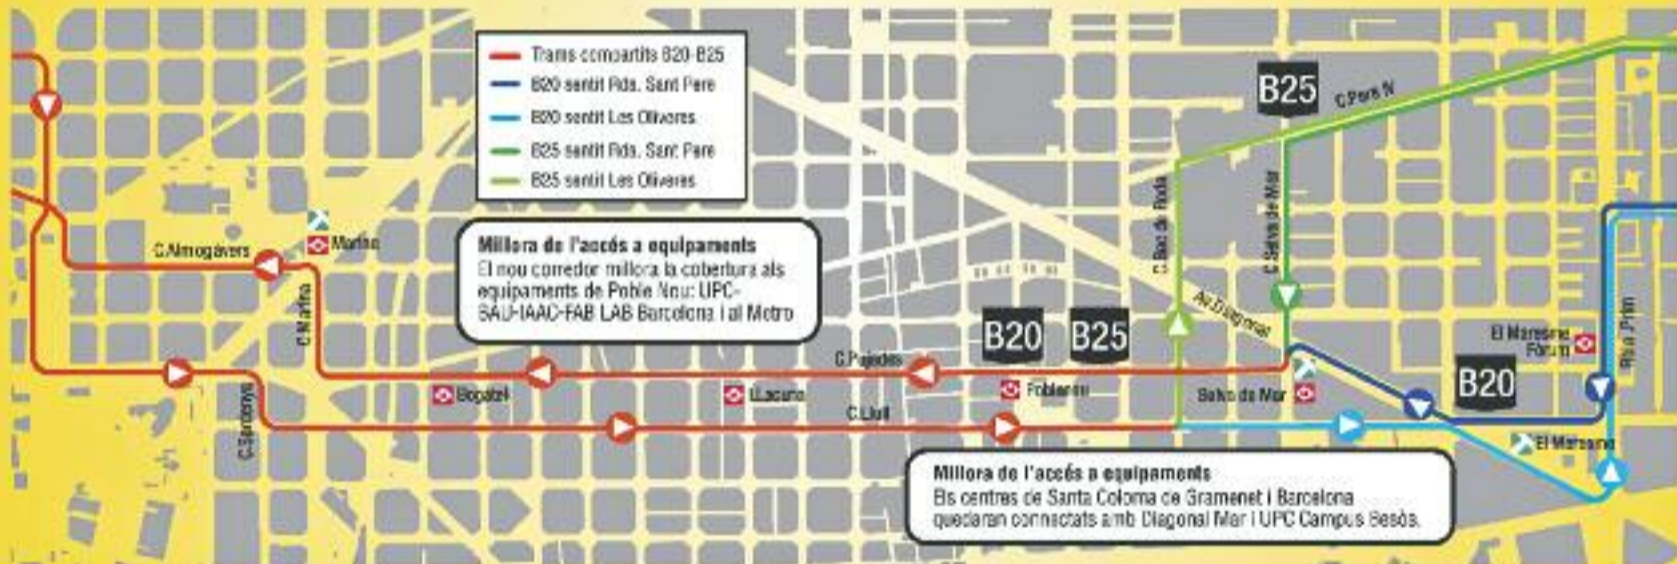 Trams compartits B20-B25
B20 sentit Rda. Sant Pere
B20 sentit Les Oliveres
B25 sentit Rda. Sant Pere
B25 sentit Les Oliveres
B25
C.Pere IV
C.Bac de Roda
C.Selva de Mar
Av.Diagonal
Marina
C.Almogàvers
C.Marina
Millora de l'accés a equipaments
El nou corredor millora la cobertura als
equipaments de Poble Nou: UPC-
BAU-IAAC-FAB LAB Barcelona i al Metro
B20
B25
El Maresme
Fòrum
Rbla.Prim
C.Pujades
B20
Bogatell
LLacuna
Poblenou
Selva de Mar
C.Sardenya
C.Llull
El Maresme
Millora de l'accés a equipaments
Els centres de Santa Coloma de Gramenet i Barcelona
quedaran connectats amb Diagonal Mar i UPC Campus Besòs.